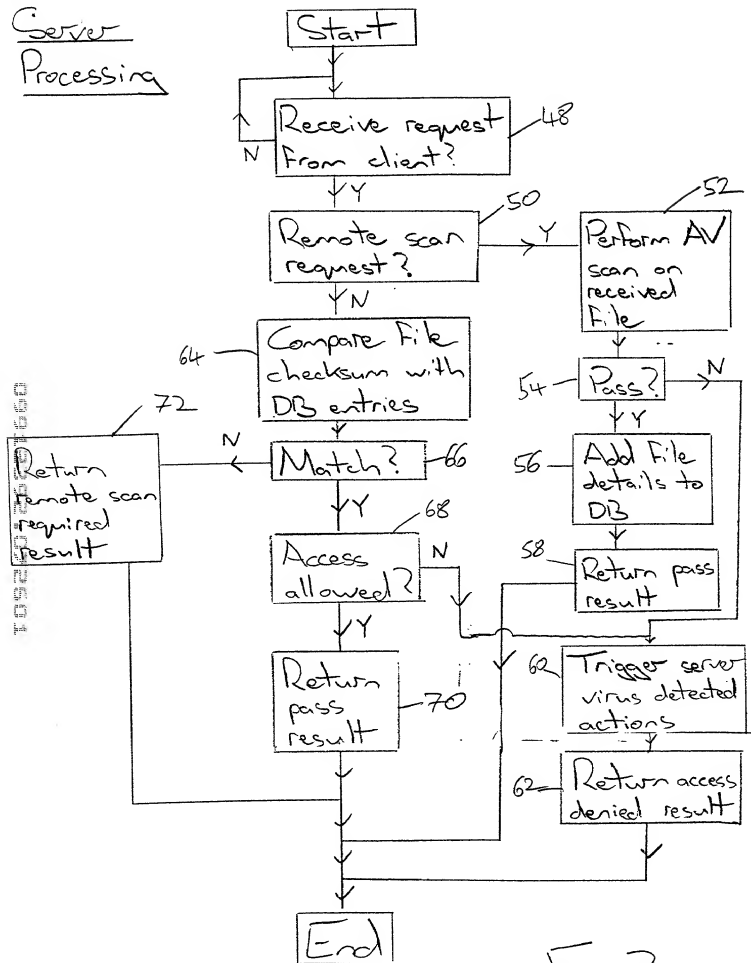 Server
Processing
Start
Receive request
from client?
48
N
Y
Remote scan
request?
50
Y
N
Perform AV
scan on
received
file
52
Pass?
54
N
Y
Add file
details to
DB
56
Return pass
result
58
Trigger server
virus detected
actions
60
Return access
denied result
62
Compare file
checksum with
DB entries
64
Match?
66
N
Y
Return
remote scan
required
result
72
Access
allowed?
68
N
Y
Return
pass
result
70
End